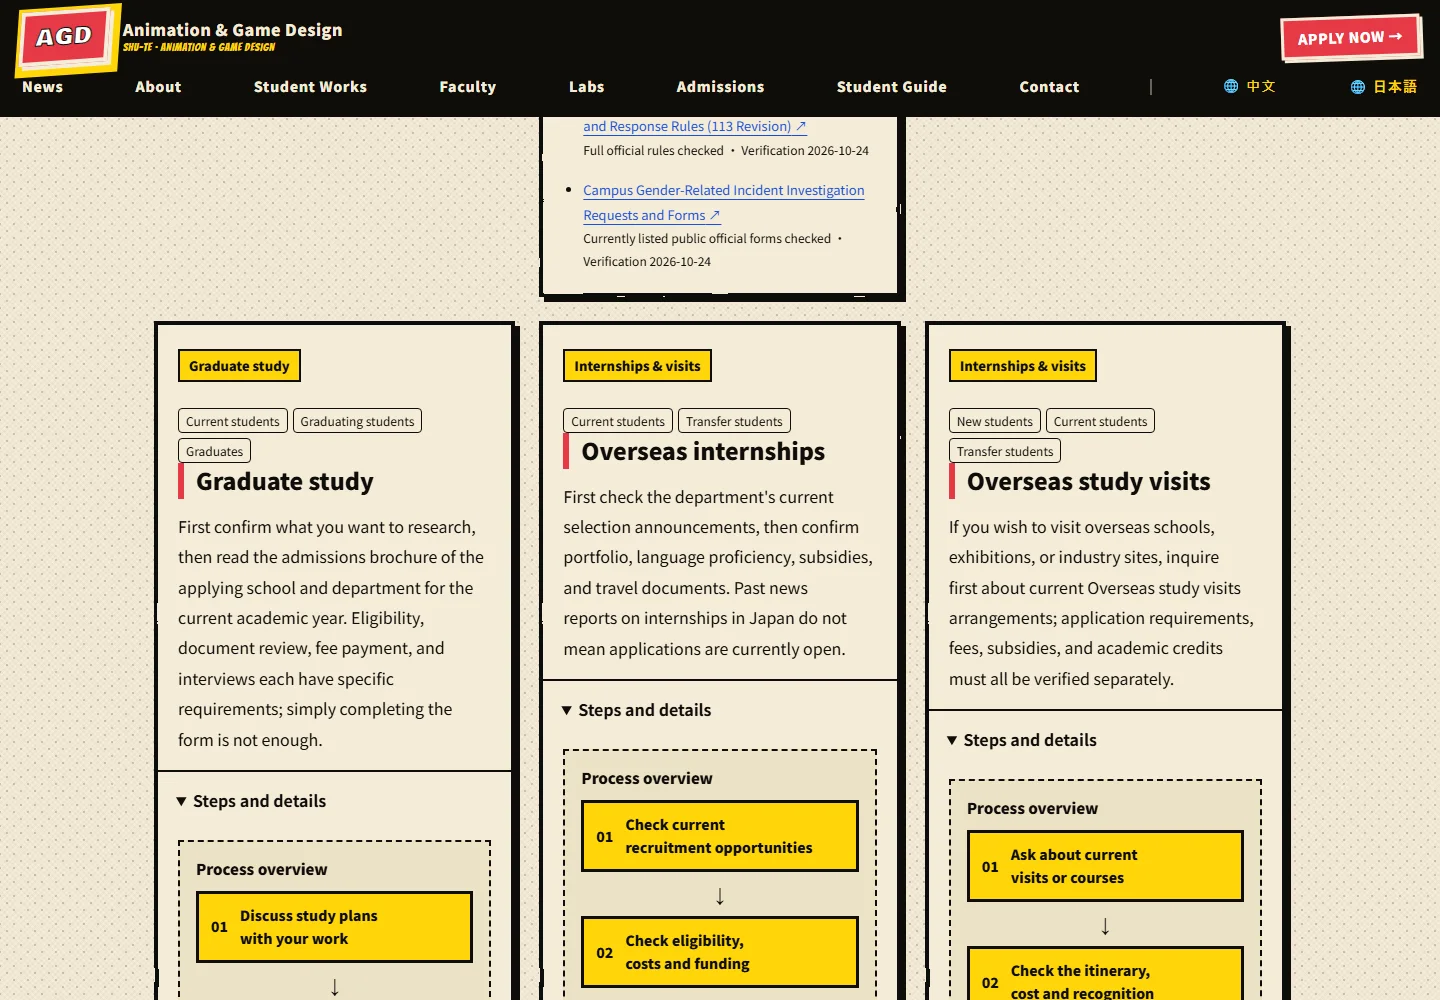 AGD
Animation & Game Design
SHU-TE · ANIMATION & GAME DESIGN
APPLY NOW →
News
About
Student Works
Faculty
Labs
Admissions
Student Guide
Contact
|
🌐 中文
🌐 日本語
and Response Rules (113 Revision) ↗
Full official rules checked ・ Verification 2026-10-24
• Campus Gender-Related Incident Investigation
Requests and Forms ↗
Currently listed public official forms checked ・
Verification 2026-10-24
Graduate study
Current students
Graduating students
Graduates
Graduate study
First confirm what you want to research,
then read the admissions brochure of the
applying school and department for the
current academic year. Eligibility,
document review, fee payment, and
interviews each have specific
requirements; simply completing the
form is not enough.
▼ Steps and details
Process overview
01 Discuss study plans
with your work
↓
Internships & visits
Current students
Transfer students
Overseas internships
First check the department's current
selection announcements, then confirm
portfolio, language proficiency, subsidies,
and travel documents. Past news
reports on internships in Japan do not
mean applications are currently open.
▼ Steps and details
Process overview
01 Check current
recruitment opportunities
↓
02 Check eligibility,
costs and funding
Internships & visits
New students
Current students
Transfer students
Overseas study visits
If you wish to visit overseas schools,
exhibitions, or industry sites, inquire
first about current Overseas study visits
arrangements; application requirements,
fees, subsidies, and academic credits
must all be verified separately.
▼ Steps and details
Process overview
01 Ask about current
visits or courses
↓
02 Check the itinerary,
cost and recognition